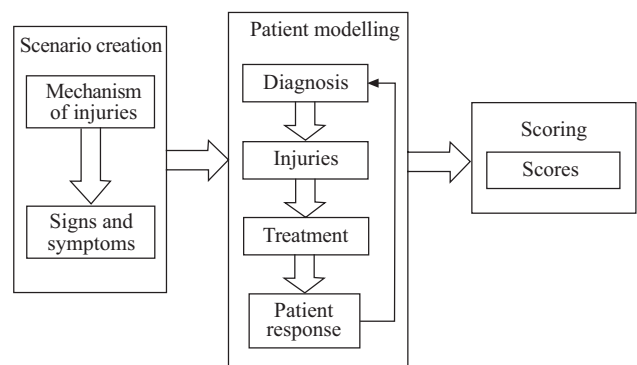 Scenario creation
Mechanism
of injuries
Signs and
symptoms
Patient modelling
Diagnosis
Injuries
Treatment
Patient
response
Scoring
Scores